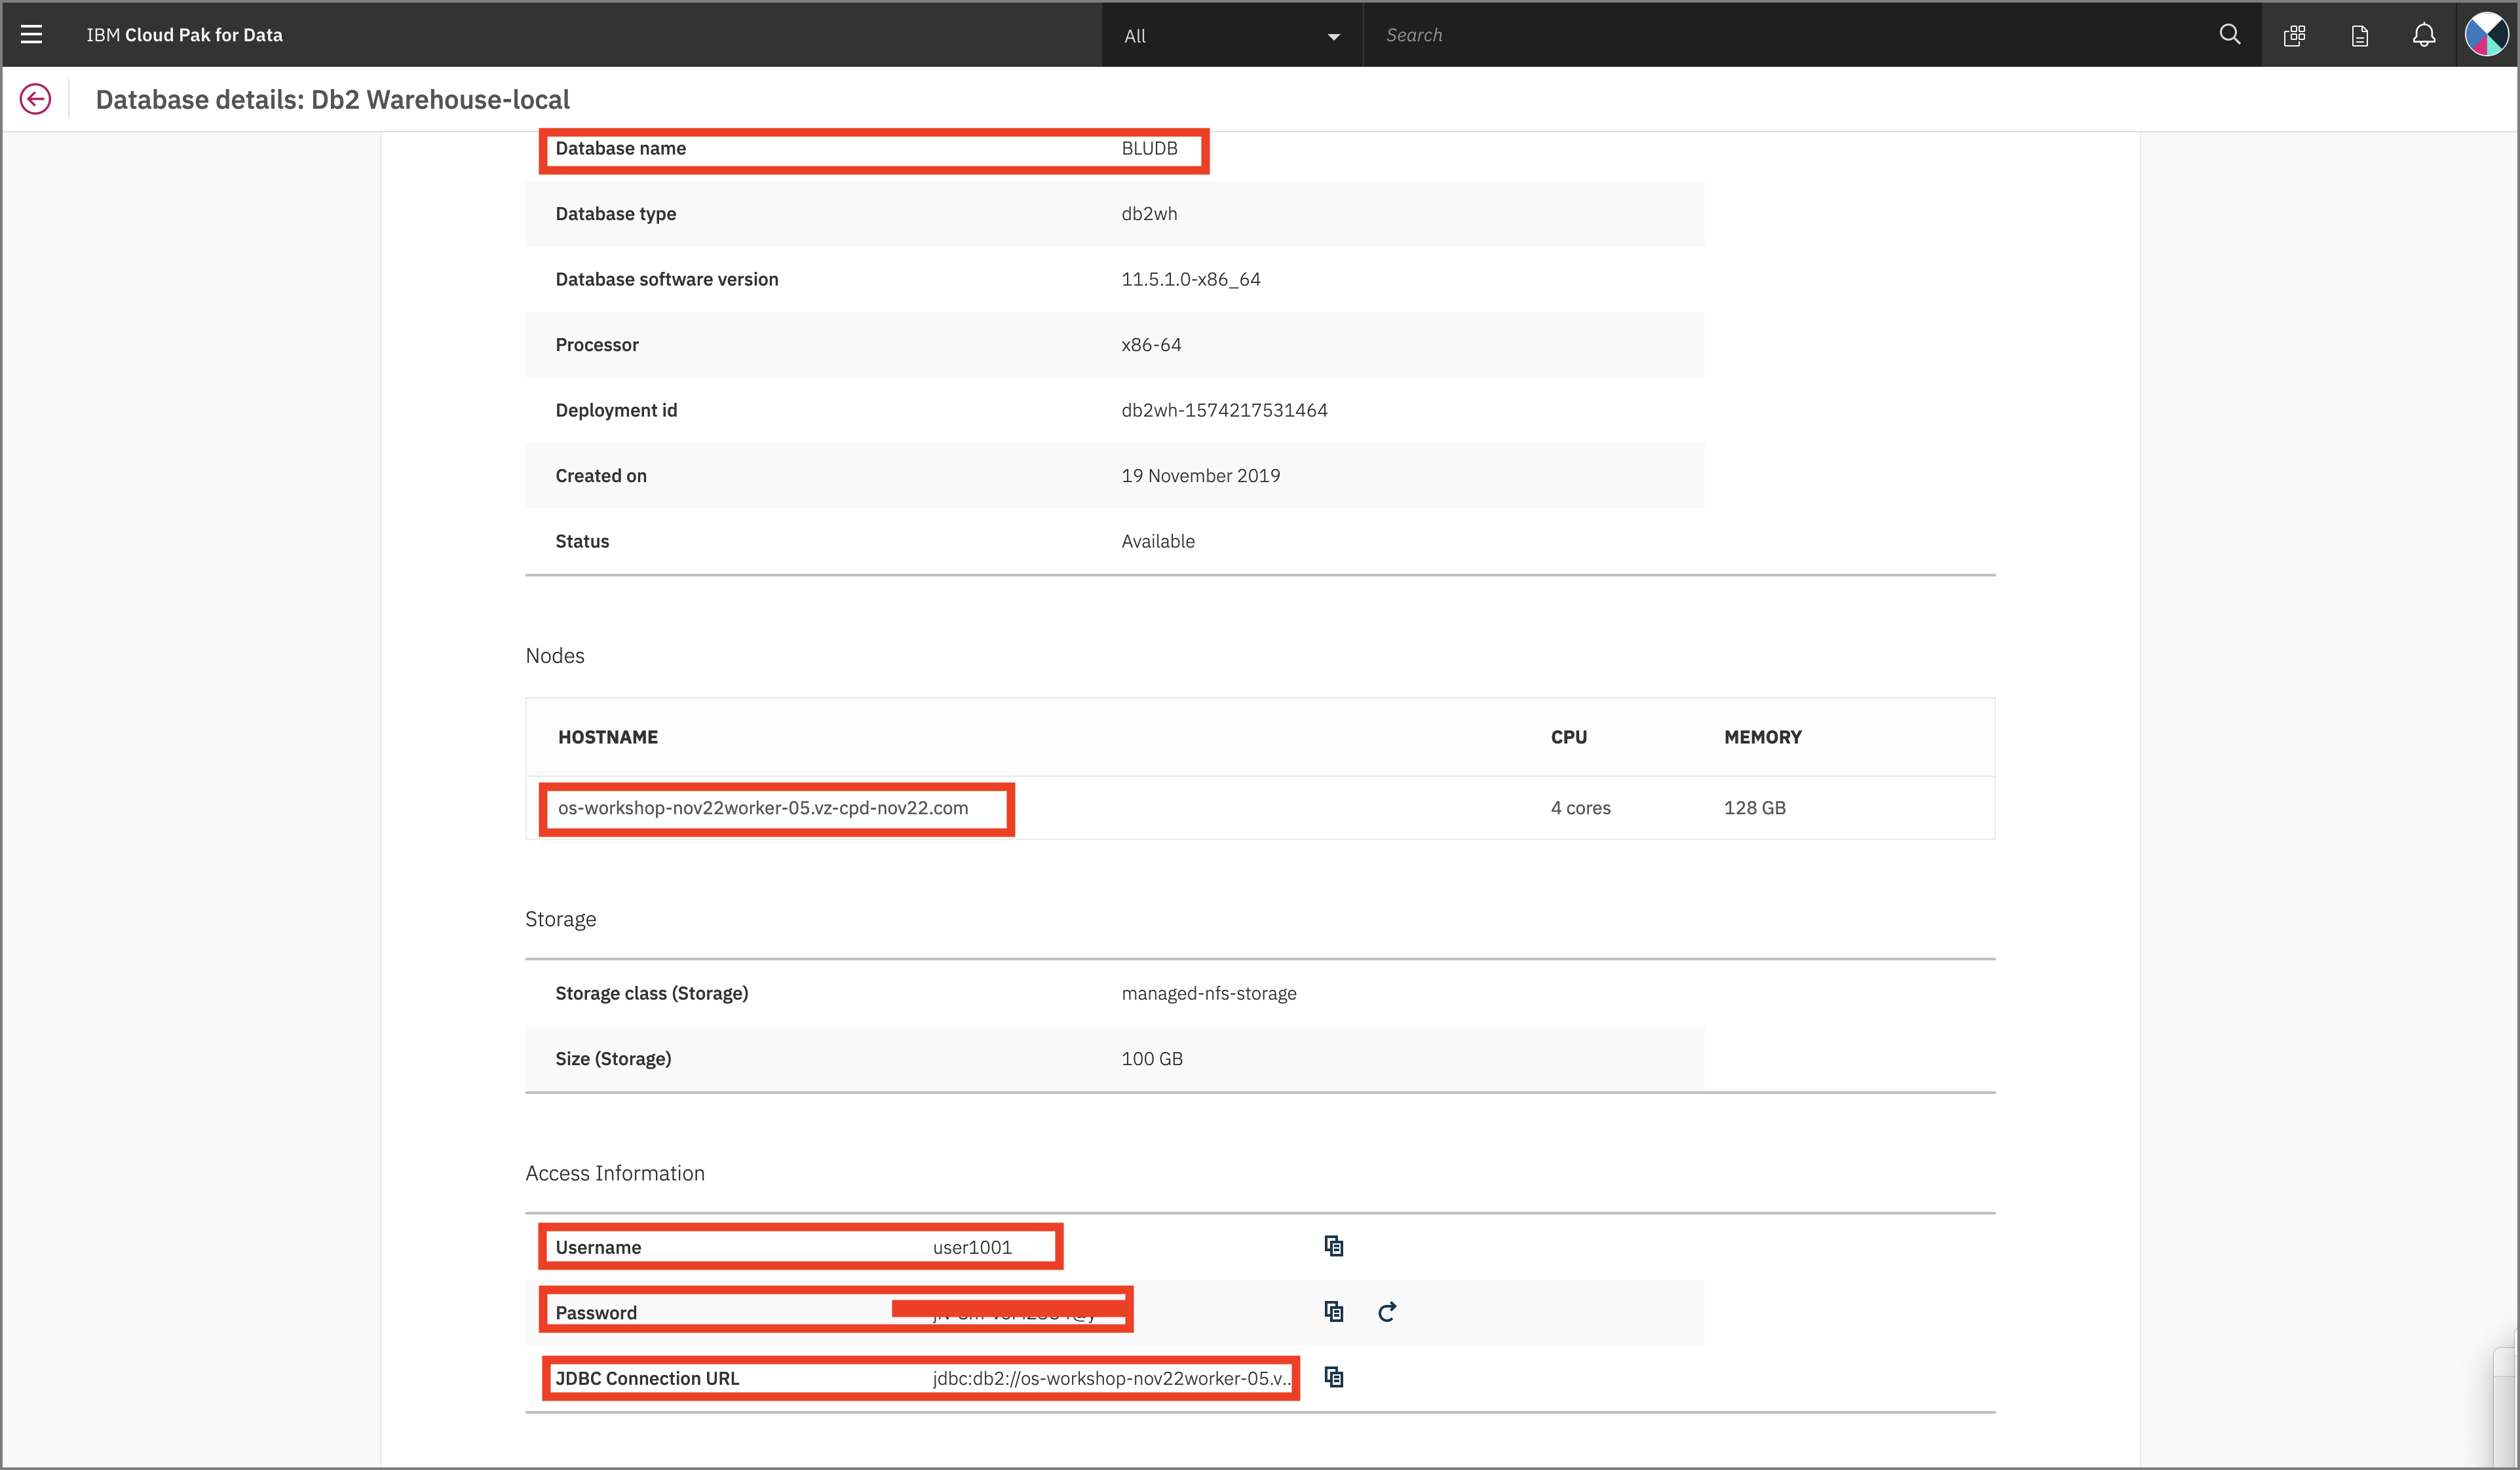 IBM Cloud Pak for Data All Search
Database details: Db2 Warehouse-local
Database name BLUDB
Database type db2wh
Database software version 11.5.1.0-x86_64
Processor x86-64
Deployment id db2wh-1574217531464
Created on 19 November 2019
Status Available
Nodes
HOSTNAME CPU MEMORY
os-workshop-nov22worker-05.vz-cpd-nov22.com 4 cores 128 GB
Storage
Storage class (Storage) managed-nfs-storage
Size (Storage) 100 GB
Access Information
Username user1001
Password
JDBC Connection URL jdbc:db2://os-workshop-nov22worker-05.v...